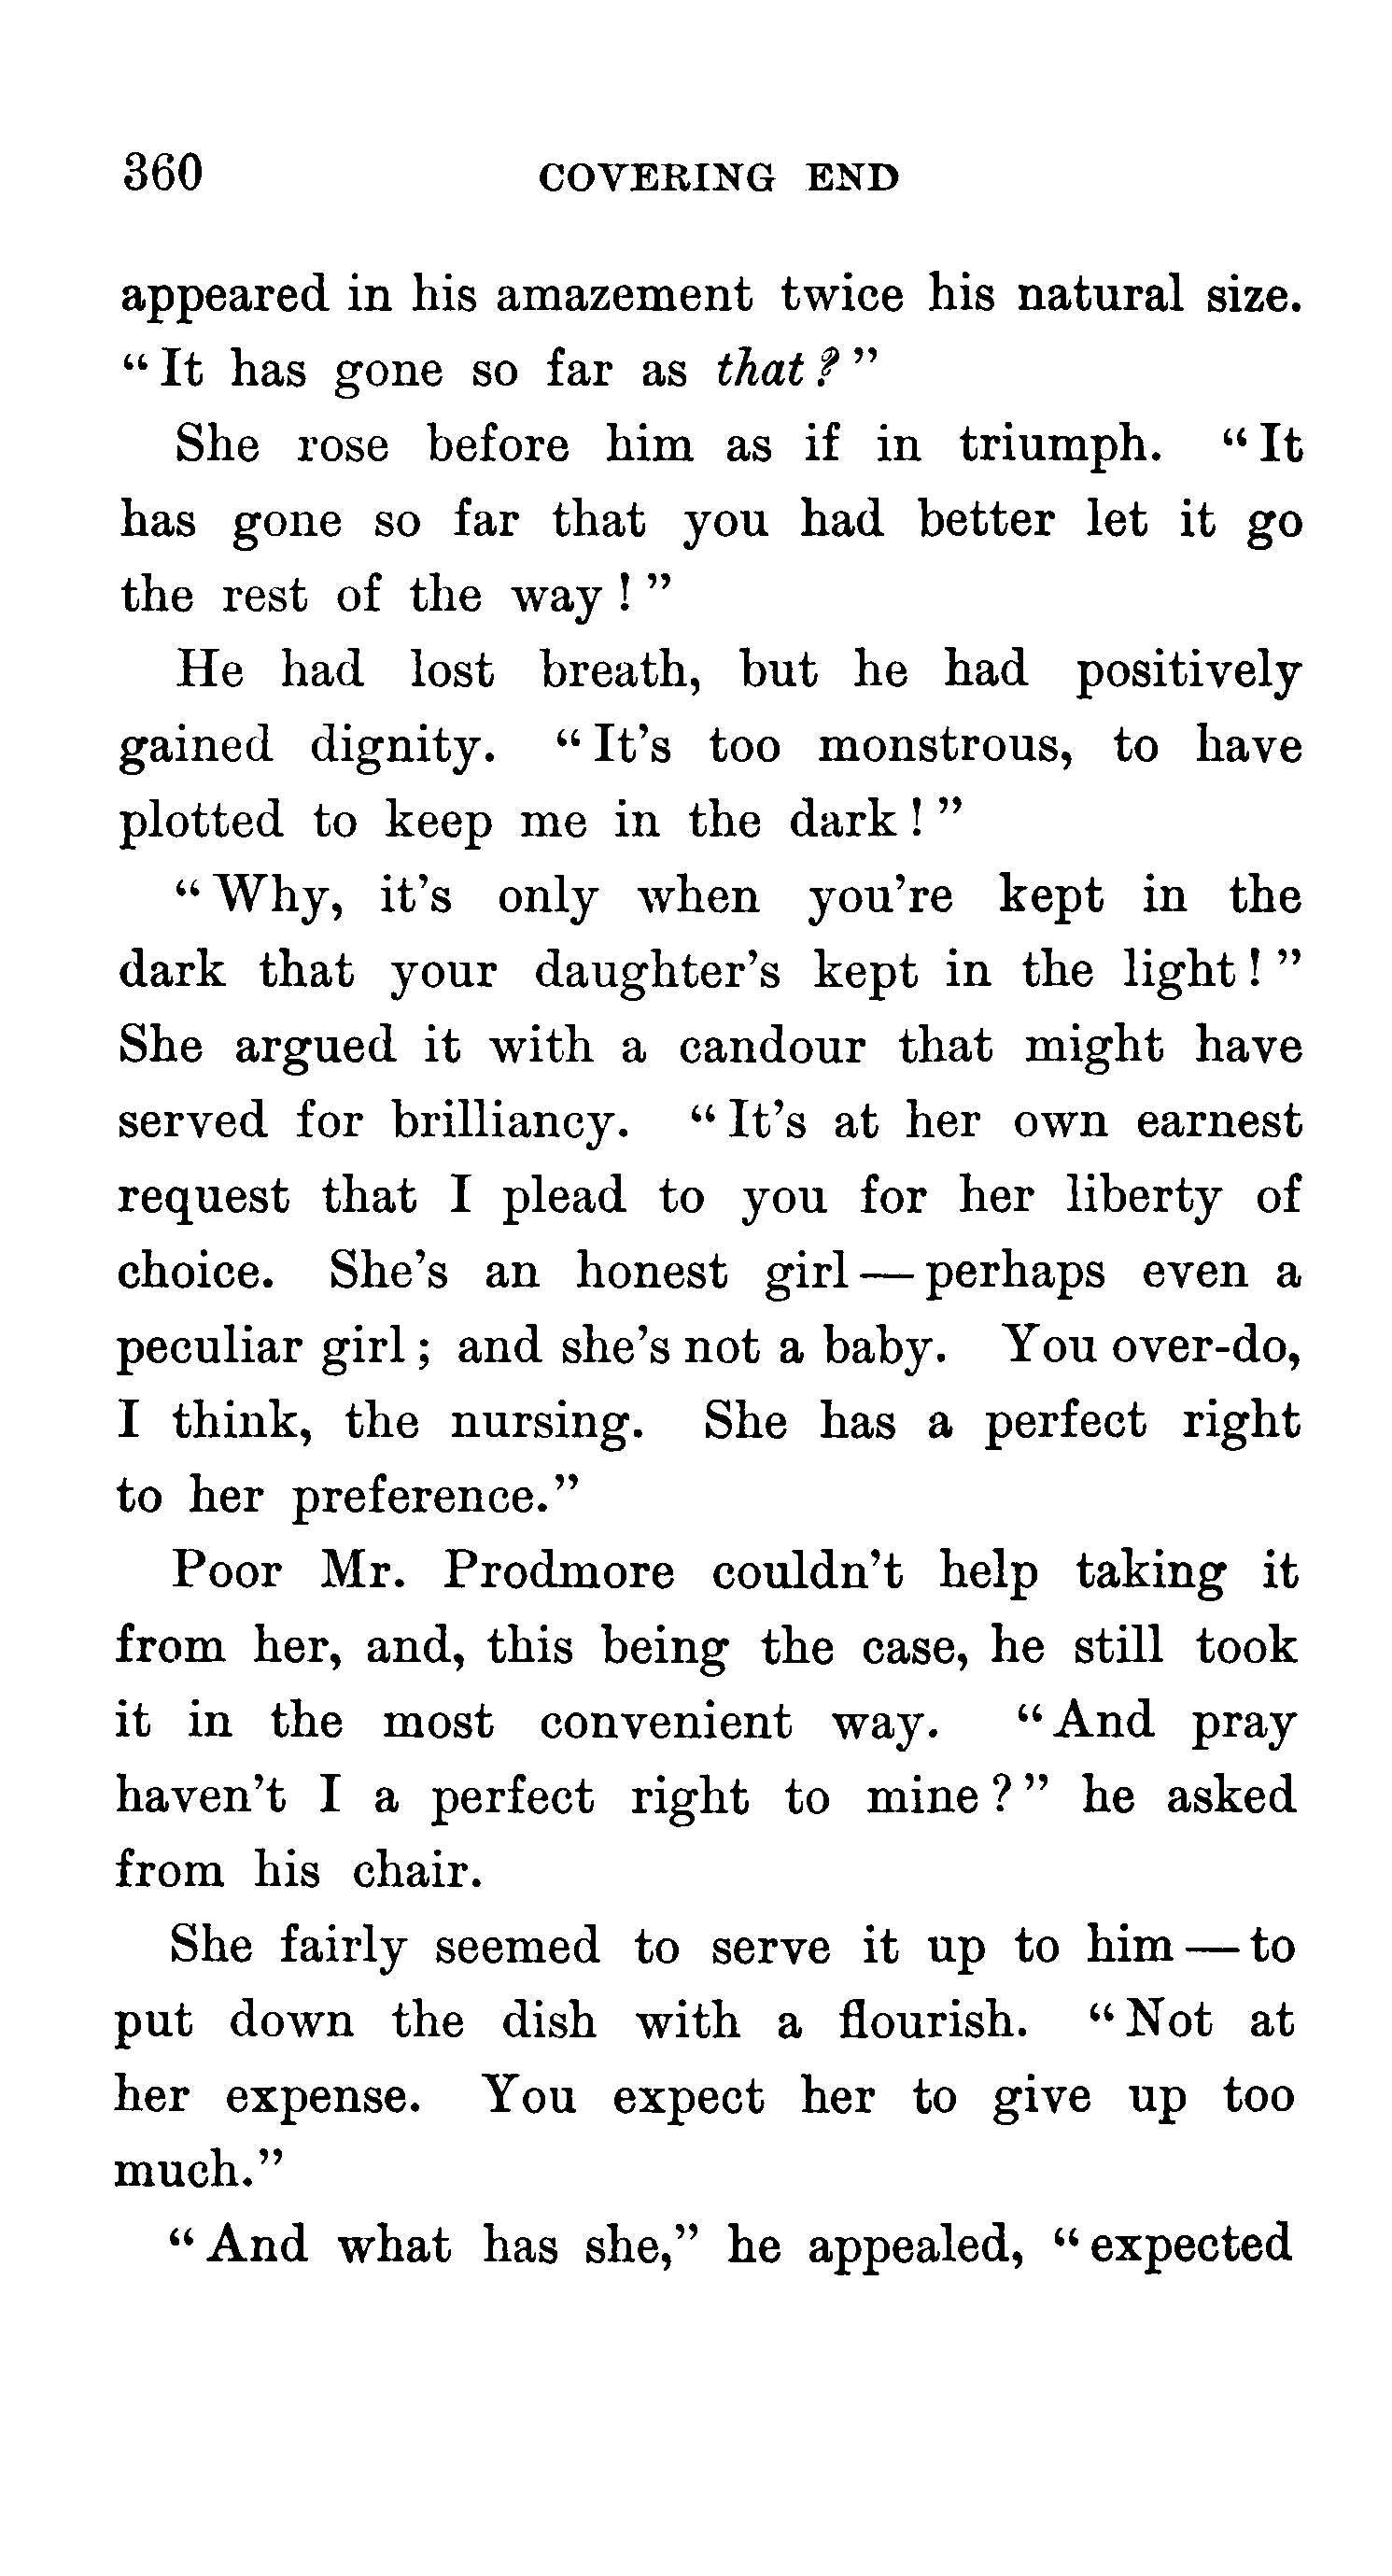 360 COVERING END
appeared in his amazement twice his natural size.
“It has gone so far as that?”
She rose before him as if in triumph. “It
has gone so far that you had better let it go
the rest of the way!”
He had lost breath, but he had positively
gained dignity. “It’s too monstrous, to have
plotted to keep me in the dark!”
“Why, it’s only when you’re kept in the
dark that your daughter’s kept in the light!”
She argued it with a candour that might have
served for brilliancy. “It’s at her own earnest
request that I plead to you for her liberty of
choice. She’s an honest girl—perhaps even a
peculiar girl; and she’s not a baby. You over-do,
I think, the nursing. She has a perfect right
to her preference.”
Poor Mr. Prodmore couldn’t help taking it
from her, and, this being the case, he still took
it in the most convenient way. “And pray
haven’t I a perfect right to mine?” he asked
from his chair.
She fairly seemed to serve it up to him—to
put down the dish with a flourish. “Not at
her expense. You expect her to give up too
much.”
“And what has she,” he appealed, “expected